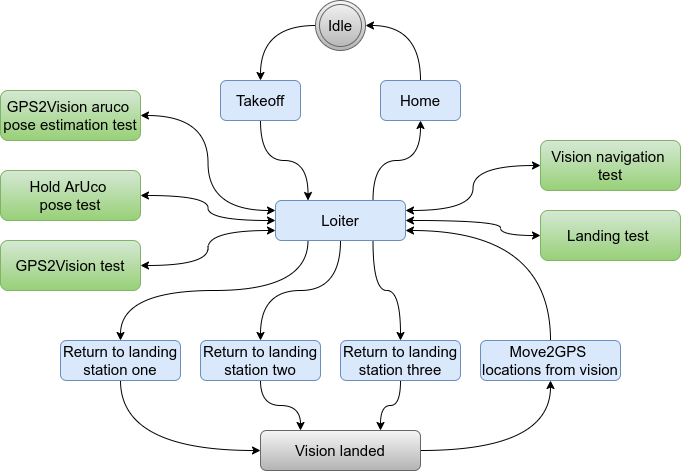 Idle
Takeoff
Home
GPS2Vision aruco
pose estimation test
Vision navigation
test
Hold ArUco
pose test
Loiter
Landing test
GPS2Vision test
Return to landing
station one
Return to landing
station two
Return to landing
station three
Move2GPS
locations from vision
Vision landed